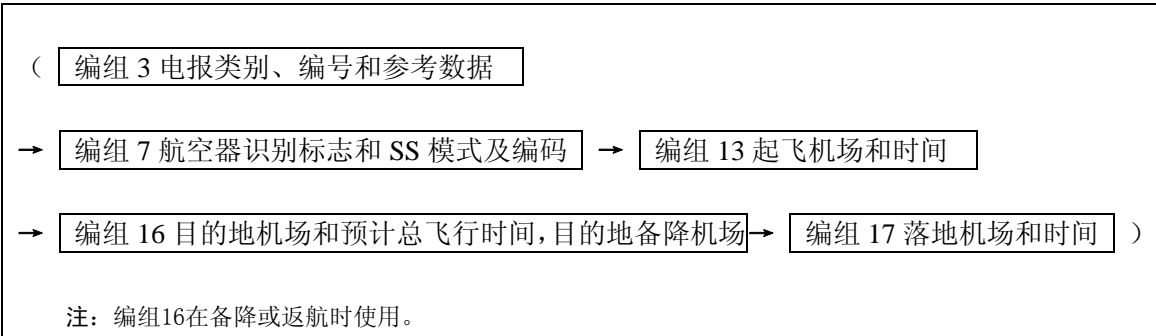 （ 编组 3 电报类别、编号和参考数据
→ 编组 7 航空器识别标志和 SS 模式及编码 → 编组 13 起飞机场和时间
→ 编组 16 目的地机场和预计总飞行时间，目的地备降机场 → 编组 17 落地机场和时间 ）
注：编组16在备降或返航时使用。